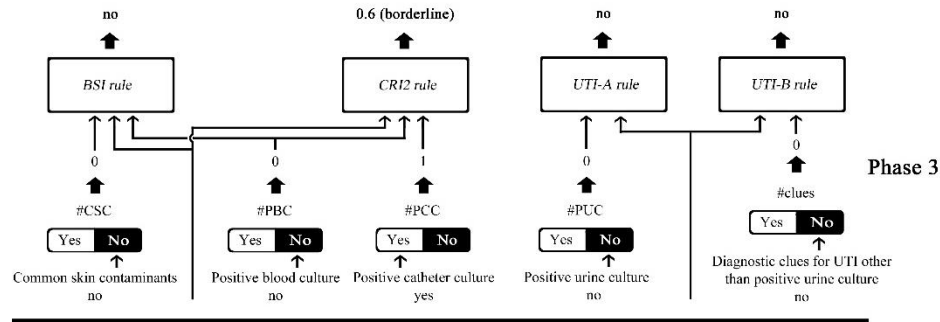 no
0.6 (borderline)
no
no
BSI rule
CRI2 rule
UTI-A rule
UTI-B rule
0
0
1
0
0
Phase 3
#CSC
#PBC
#PCC
#PUC
#clues
Yes No
Yes No
Yes No
Yes No
Yes No
Common skin contaminants
no
Positive blood culture
no
Positive catheter culture
yes
Positive urine culture
no
Diagnostic clues for UTI other
than positive urine culture
no